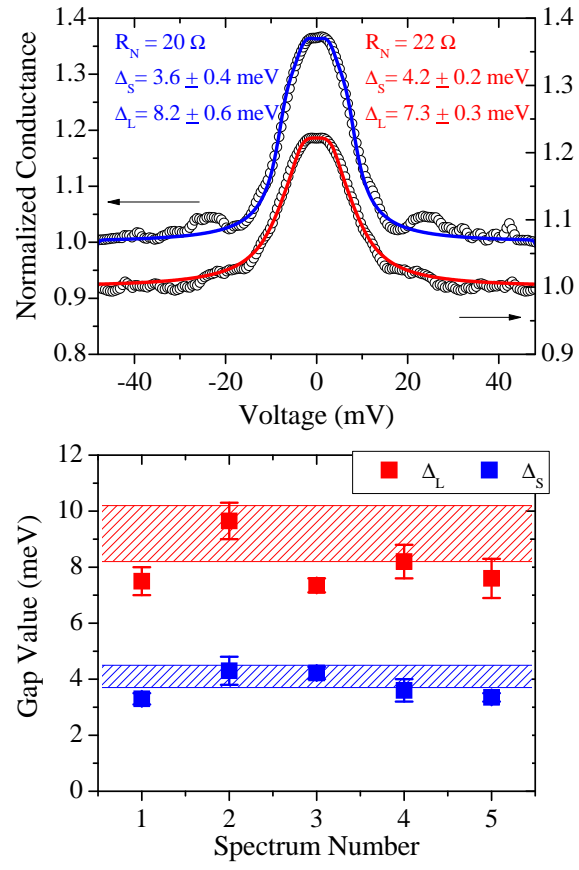 1.4
1.3
1.2
1.1
1.0
0.9
0.8
Normalized Conductance
R_N = 20 Ω
Δ_S= 3.6 ± 0.4 meV
Δ_L= 8.2 ± 0.6 meV
R_N = 22 Ω
Δ_S= 4.2 ± 0.2 meV
Δ_L= 7.3 ± 0.3 meV
1.4
1.3
1.2
1.1
1.0
0.9
-40 -20 0 20 40
Voltage (mV)
12
10
8
6
4
2
0
Gap Value (meV)
Δ_L Δ_S
1 2 3 4 5
Spectrum Number